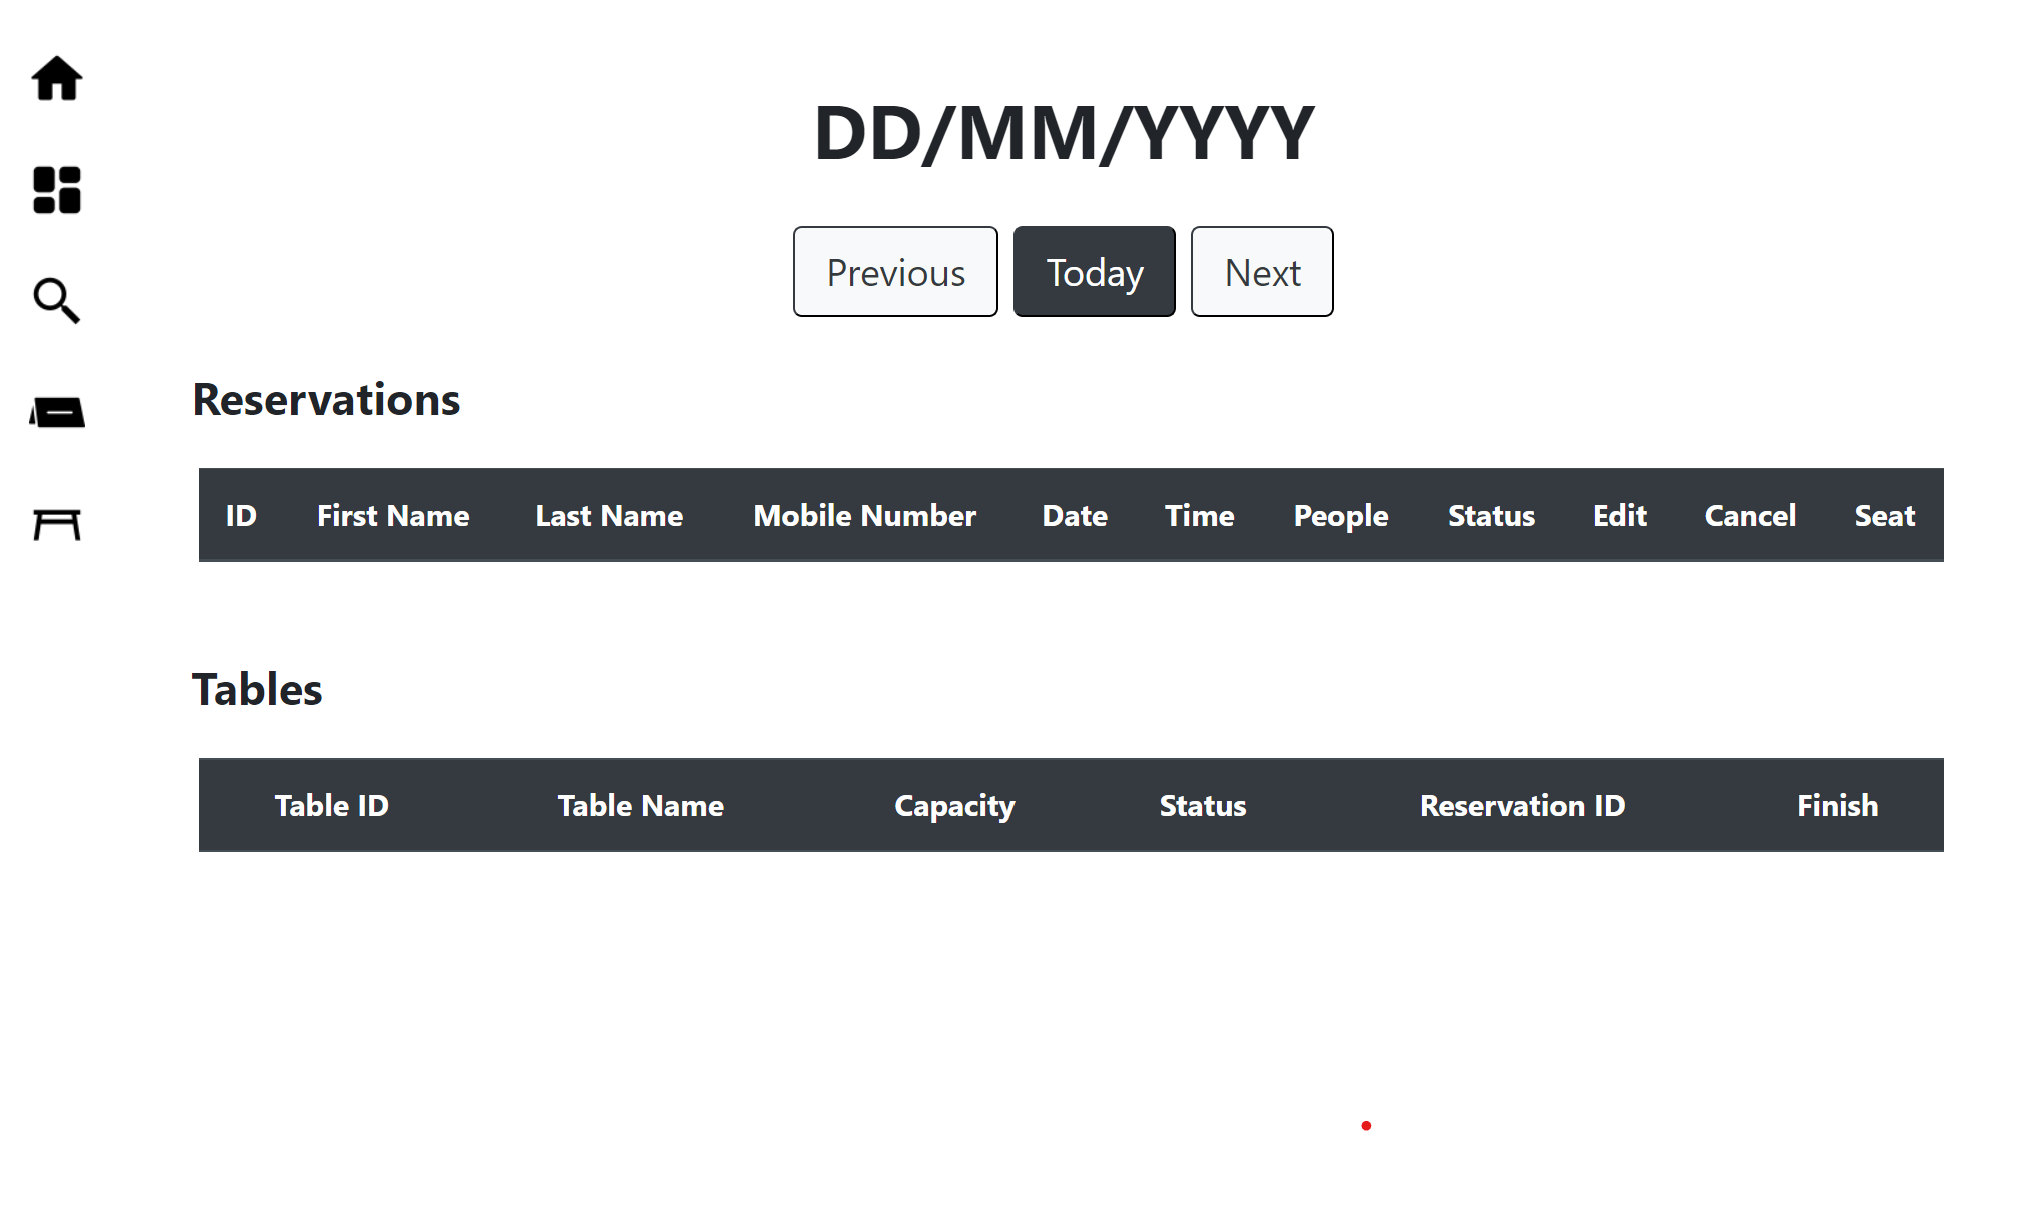 DD/MM/YYYY
Previous Today Next
Reservations
ID First Name Last Name Mobile Number Date Time People Status Edit Cancel Seat
Tables
Table ID Table Name Capacity Status Reservation ID Finish